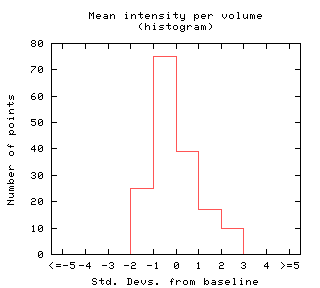 Mean intensity per volume
(histogram)
80
70
60
50
40
30
20
10
0
Number of points
<=-5 -4 -3 -2 -1 0 1 2 3 4 >=5
Std. Devs. from baseline